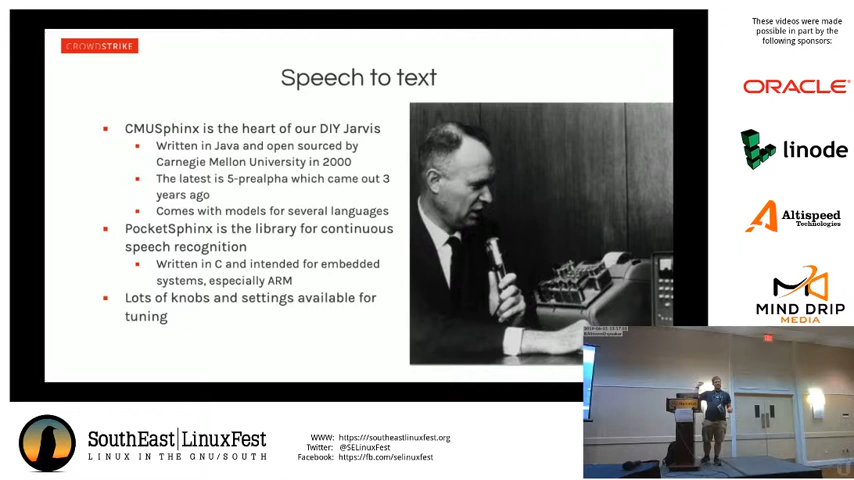 These videos were made
possible in part by the
following sponsors:
CROWDSTRIKE
Speech to text
CMUSphinx is the heart of our DIY Jarvis
Written in Java and open sourced by
Carnegie Mellon University in 2000
The latest is 5-prealpha which came out 3
years ago
Comes with models for several languages
PocketSphinx is the library for continuous
speech recognition
Written in C and intended for embedded
systems, especially ARM
Lots of knobs and settings available for
tuning
ORACLE
linode
Altispeed
Technologies
MIND DRIP
MEDIA
SouthEast|LinuxFest
LINUX IN THE GNU/SOUTH
WWW: https://southeastlinuxfest.org
Twitter: @SELinuxFest
Facebook: https://fb.com/selinuxfest